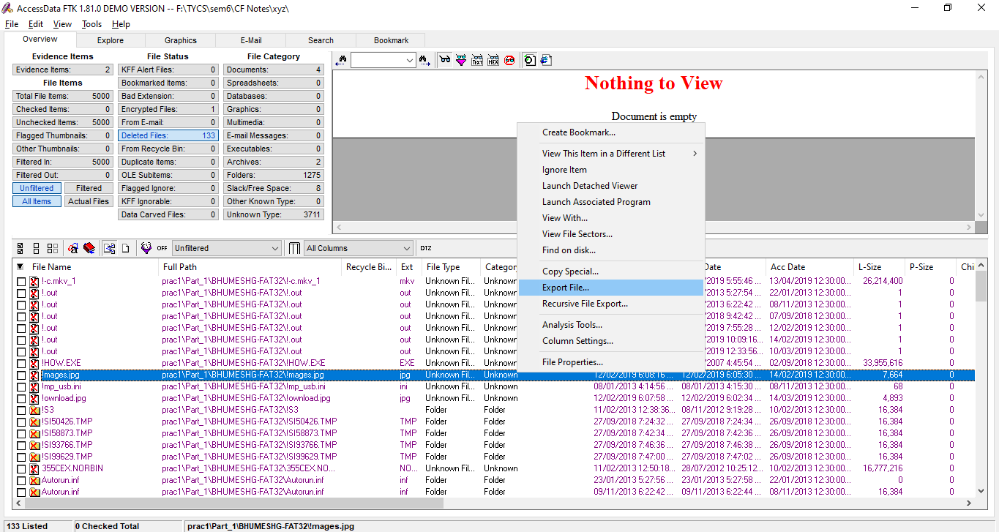 AccessData FTK 1.81.0 DEMO VERSION -- F:\TYCS\sem6\CF Notes\xyz\
File Edit View Tools Help
Overview Explore Graphics E-Mail Search Bookmark
Evidence Items File Status File Category
Evidence Items: 2 KFF Alert Files: 0 Documents: 4
File Items Bookmarked Items: 0 Spreadsheets: 0
Total File Items: 5000 Bad Extension: 0 Databases: 0
Checked Items: 0 Encrypted Files: 1 Graphics: 0
Unchecked Items: 5000 From E-mail: 0 Multimedia: 0
Flagged Thumbnails: 0 Deleted Files: 133 E-mail Messages: 0
Other Thumbnails: 0 From Recycle Bin: 0 Executables: 0
Filtered In: 5000 Duplicate Items: 0 Archives: 2
Filtered Out: 0 OLE Subitems: 0 Folders: 1275
Unfiltered Filtered Flagged Ignore: 0 Slack/Free Space: 8
All Items Actual Files KFF Ignorable: 0 Other Known Type: 0
Data Carved Files: 0 Unknown Type: 3711
TEXT HEX
Nothing to View
Document is empty
Create Bookmark...
View This Item in a Different List
Ignore Item
Launch Detached Viewer
Launch Associated Program
View With...
View File Sectors...
Find on disk...
Copy Special...
Export File...
Recursive File Export...
Analysis Tools...
Column Settings...
File Properties...
OFF Unfiltered All Columns DTZ
File Name Full Path Recycle Bi... Ext File Type Category Date Acc Date L-Size P-Size Chi
!-c.mkv_1 prac1\Part_1\BHUMESHG-FAT32\!-c.mkv_1 mkv Unknown Fil... Unknown /2019 5:55:46 13/04/2019 12:30:00... 26,214,400 0
!.out prac1\Part_1\BHUMESHG-FAT32\!.out out Unknown Fil... Unknown /2013 5:27:54 ... 22/01/2013 12:30:00... 1 0
!.out prac1\Part_1\BHUMESHG-FAT32\!.out out Unknown Fil... Unknown /2013 6:22:42 ... 08/11/2013 12:30:00... 1 0
!.out prac1\Part_1\BHUMESHG-FAT32\!.out out Unknown Fil... Unknown /2018 9:42:42 ... 07/09/2018 12:30:00... 1 0
!.out prac1\Part_1\BHUMESHG-FAT32\!.out out Unknown Fil... Unknown /2019 7:55:28 ... 12/02/2019 12:30:00... 1 0
!.out prac1\Part_1\BHUMESHG-FAT32\!.out out Unknown Fil... Unknown /2019 10:09:16... 14/02/2019 12:30:00... 1 0
!.out prac1\Part_1\BHUMESHG-FAT32\!.out out Unknown Fil... Unknown /2019 12:33:56... 10/03/2019 12:30:00... 1 0
!HOW.EXE prac1\Part_1\BHUMESHG-FAT32\!HOW.EXE EXE Unknown Fil... Unknown /2007 4:45:54 ... 02/09/2018 12:30:00... 33,955,616 0
!mages.jpg prac1\Part_1\BHUMESHG-FAT32\!mages.jpg jpg Unknown Fil... Unknown 12/02/2019 6:08:16 ... 12/02/2019 6:05:30 ... 14/02/2019 12:30:00... 7,664 0
!mp_usb.ini prac1\Part_1\BHUMESHG-FAT32\!mp_usb.ini ini Unknown Fil... Unknown 08/01/2013 4:14:56 ... 08/01/2013 4:15:30 ... 08/11/2013 12:30:00... 68 0
!ownload.jpg prac1\Part_1\BHUMESHG-FAT32\!ownload.jpg jpg Unknown Fil... Unknown 12/02/2019 6:07:58 ... 12/02/2019 6:02:34 ... 14/03/2019 12:30:00... 4,893 0
!S3 prac1\Part_1\BHUMESHG-FAT32\!S3 Folder Folder 11/02/2013 12:38:36... 08/11/2012 9:19:28 ... 10/02/2013 12:30:00... 16,384 0
!SI50426.TMP prac1\Part_1\BHUMESHG-FAT32\!SI50426.TMP TMP Folder Folder 27/09/2018 7:24:32 ... 27/09/2018 7:24:34 ... 26/09/2018 12:30:00... 16,384 0
!SI58873.TMP prac1\Part_1\BHUMESHG-FAT32\!SI58873.TMP TMP Folder Folder 27/09/2018 7:42:34 ... 27/09/2018 7:42:36 ... 26/09/2018 12:30:00... 16,384 0
!SI93766.TMP prac1\Part_1\BHUMESHG-FAT32\!SI93766.TMP TMP Folder Folder 27/09/2018 7:46:36 ... 27/09/2018 7:46:38 ... 26/09/2018 12:30:00... 16,384 0
!SI99629.TMP prac1\Part_1\BHUMESHG-FAT32\!SI99629.TMP TMP Folder Folder 27/09/2018 7:47:00 ... 27/09/2018 7:47:02 ... 26/09/2018 12:30:00... 16,384 0
355CEX.NORBIN prac1\Part_1\BHUMESHG-FAT32\355CEX.NO... NO... Unknown Fil... Unknown 11/02/2013 12:50:18... 28/07/2012 10:25:12... 10/02/2013 12:30:00... 16,777,216 0
Autorun.inf prac1\Part_1\BHUMESHG-FAT32\Autorun.inf inf Folder Folder 23/01/2013 5:27:56 ... 23/01/2013 5:27:58 ... 22/01/2013 12:30:00... 0 0
Autorun.inf prac1\Part_1\BHUMESHG-FAT32\Autorun.inf inf Folder Folder 09/11/2013 6:22:42 ... 09/11/2013 6:22:44 ... 08/11/2013 12:30:00... 16,384 0
133 Listed 0 Checked Total prac1\Part_1\BHUMESHG-FAT32\!mages.jpg